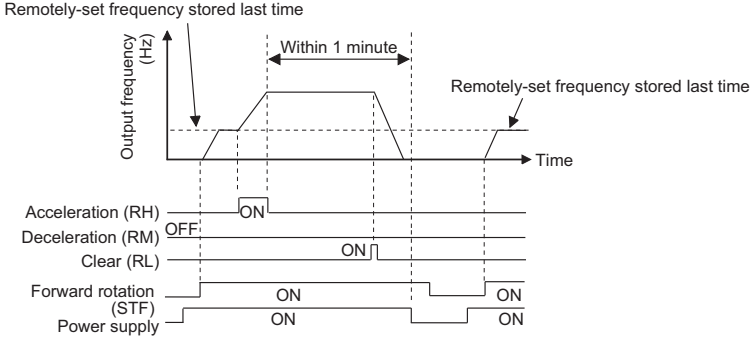 Remotely-set frequency stored last time
Output frequency
(Hz)
Within 1 minute
Remotely-set frequency stored last time
Time
Acceleration (RH)
ON
Deceleration (RM)
OFF
Clear (RL)
ON
Forward rotation
(STF)
ON
ON
Power supply
ON
ON